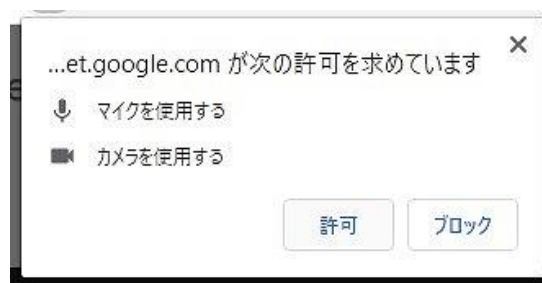 ...et.google.com が次の許可を求めています
マイクを使用する
カメラを使用する
許可 ブロック